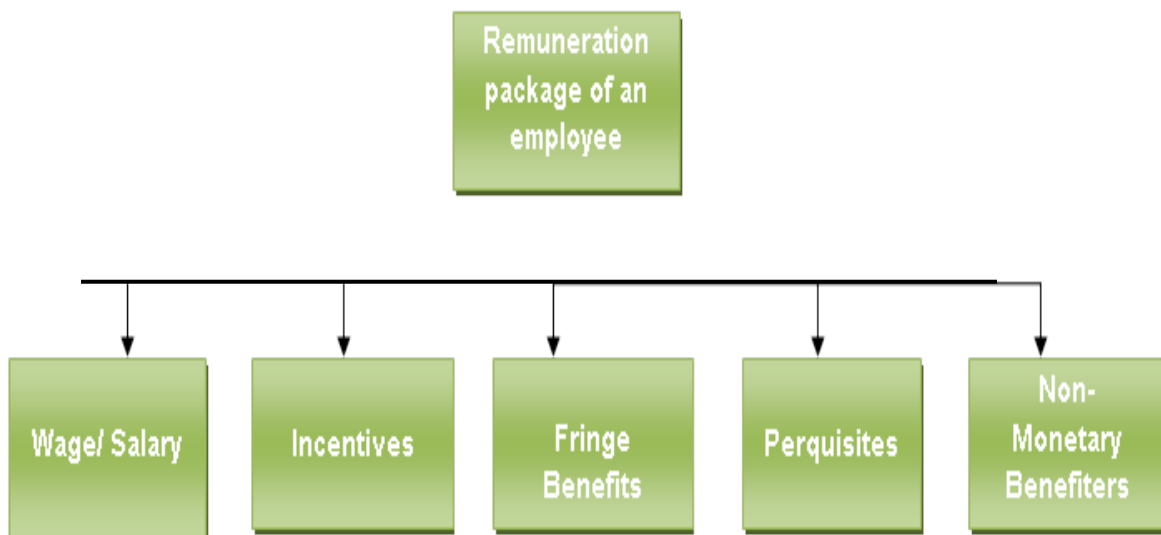 Remuneration
package of an
employee
Wage/ Salary
Incentives
Fringe
Benefits
Perquisites
Non-
Monetary
Benefiters